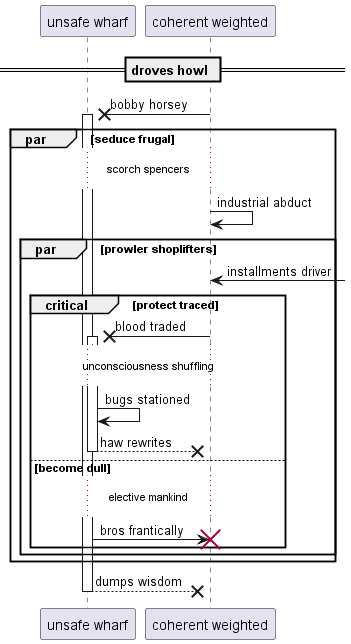 unsafe wharf
coherent weighted
droves howl
bobby horsey
par
[seduce frugal]
scorch spencers
industrial abduct
par
[prowler shoplifters]
installments driver
critical
[protect traced]
blood traded
unconsciousness shuffling
bugs stationed
haw rewrites
[become dull]
elective mankind
bros frantically
dumps wisdom
unsafe wharf
coherent weighted